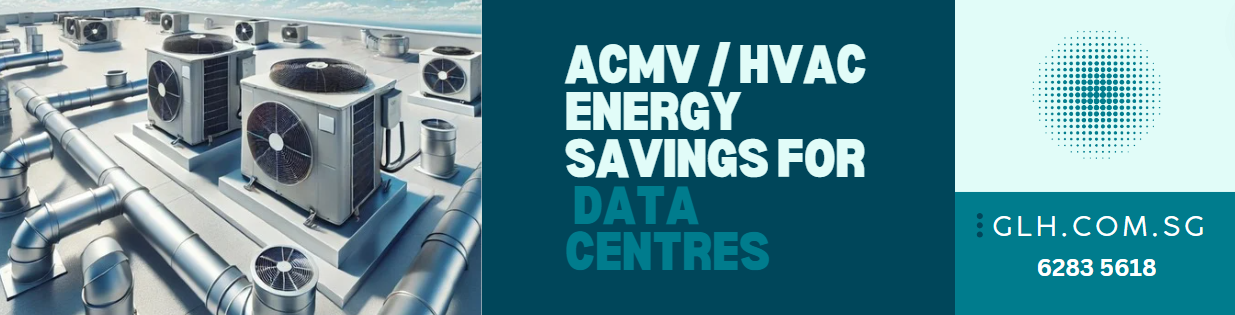 ACMV / HVAC
ENERGY
SAVINGS FOR
DATA
CENTRES
GLH.COM.SG
6283 5618